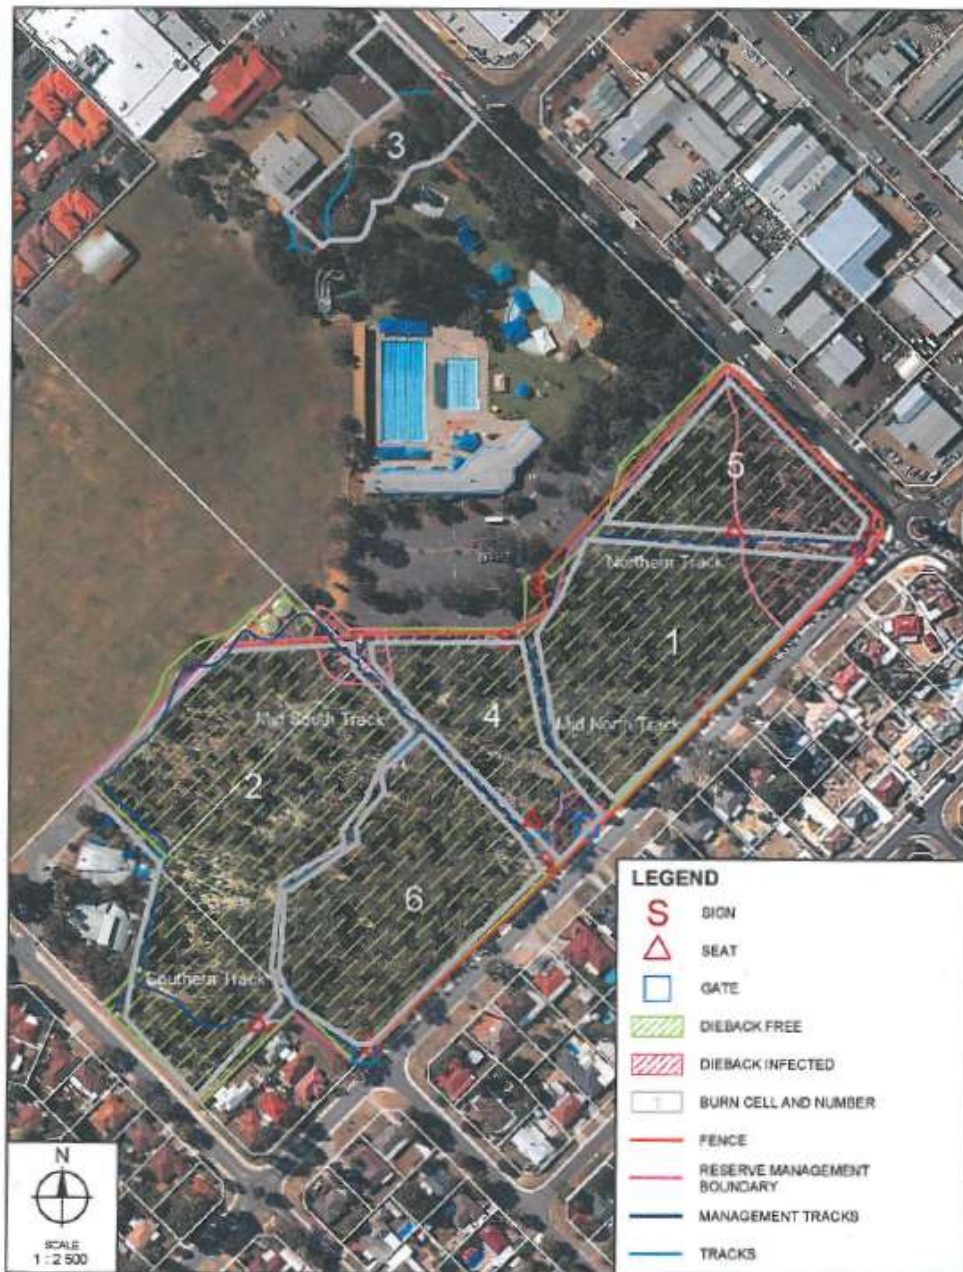 3
5
Northern Track
1
Mid South Track
4
Mid North Track
2
6
Southern Track
LEGEND
S SIGN
SEAT
GATE
DIEBACK FREE
DIEBACK INFECTED
1 BURN CELL AND NUMBER
FENCE
RESERVE MANAGEMENT
BOUNDARY
MANAGEMENT TRACKS
TRACKS
N
SCALE
1 : 2 500